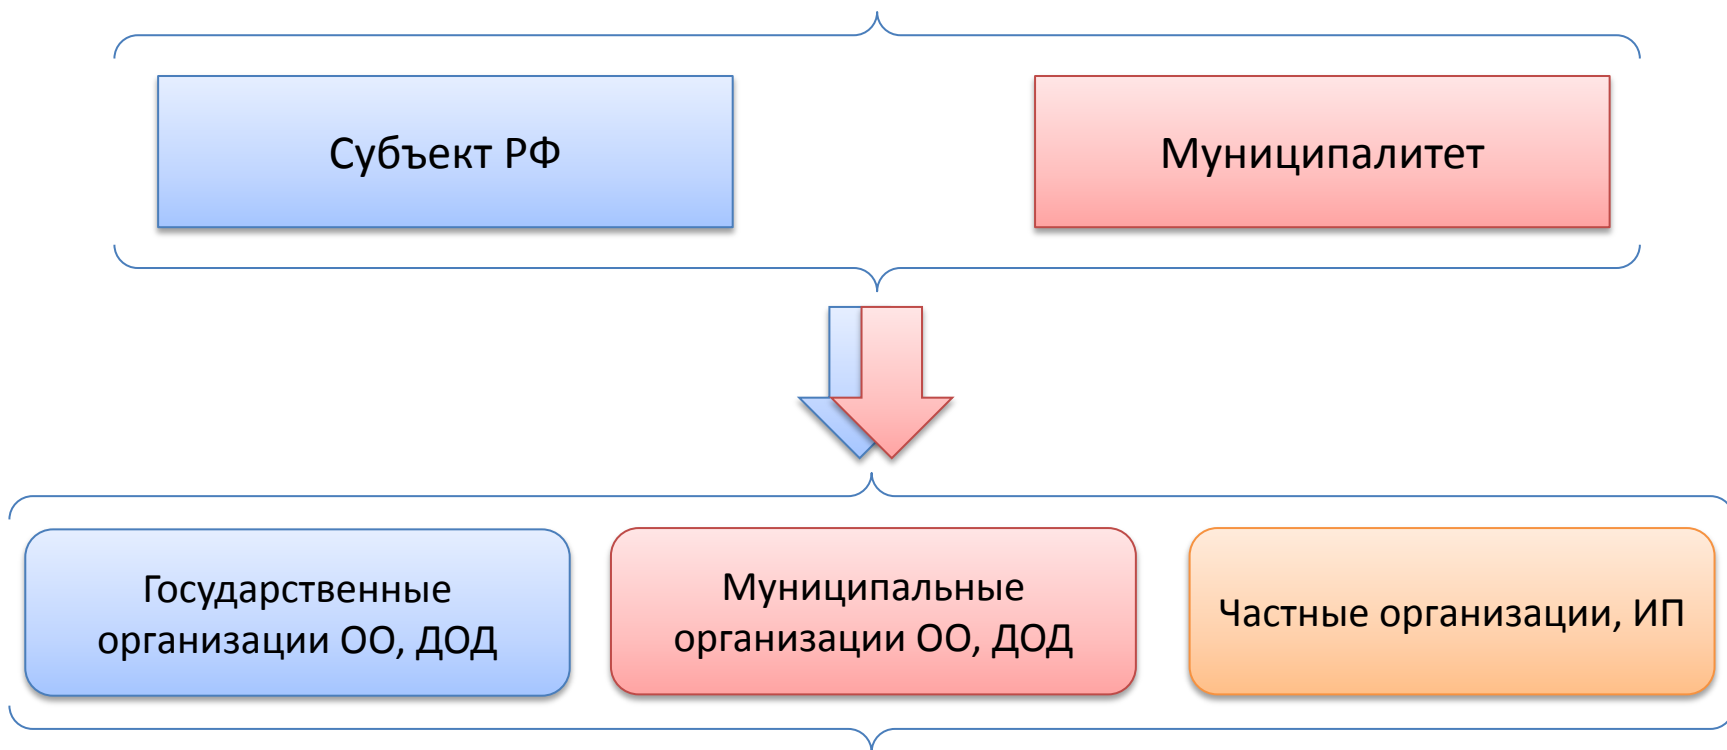 Субъект РФ
Муниципалитет
Государственные
организации ОО, ДОД
Муниципальные
организации ОО, ДОД
Частные организации, ИП